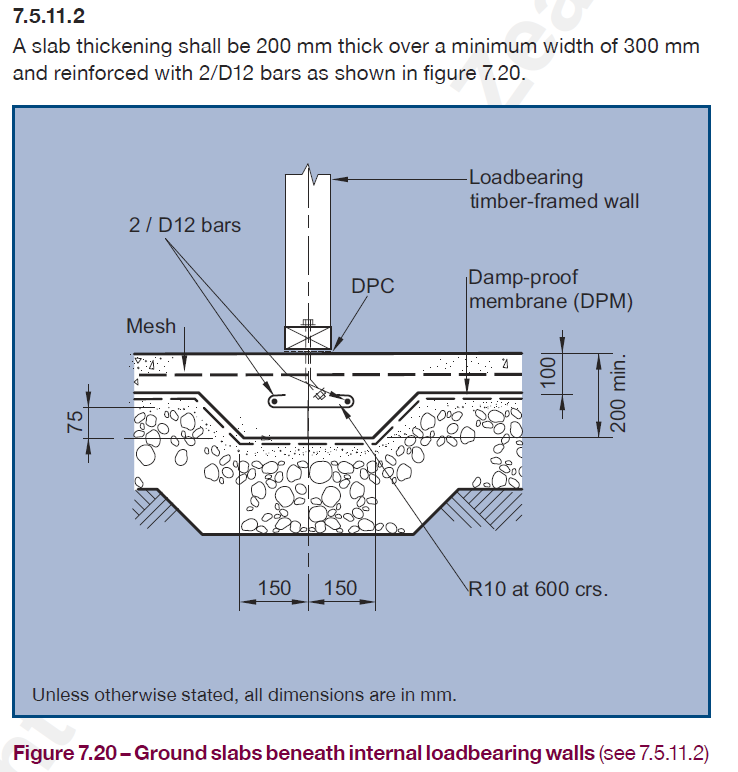 7.5.11.2
A slab thickening shall be 200 mm thick over a minimum width of 300 mm
and reinforced with 2/D12 bars as shown in figure 7.20.
Loadbearing
timber-framed wall
2 / D12 bars
DPC
Damp-proof
membrane (DPM)
Mesh
100
200 min.
75
150
150
R10 at 600 crs.
Unless otherwise stated, all dimensions are in mm.
Figure 7.20 – Ground slabs beneath internal loadbearing walls (see 7.5.11.2)